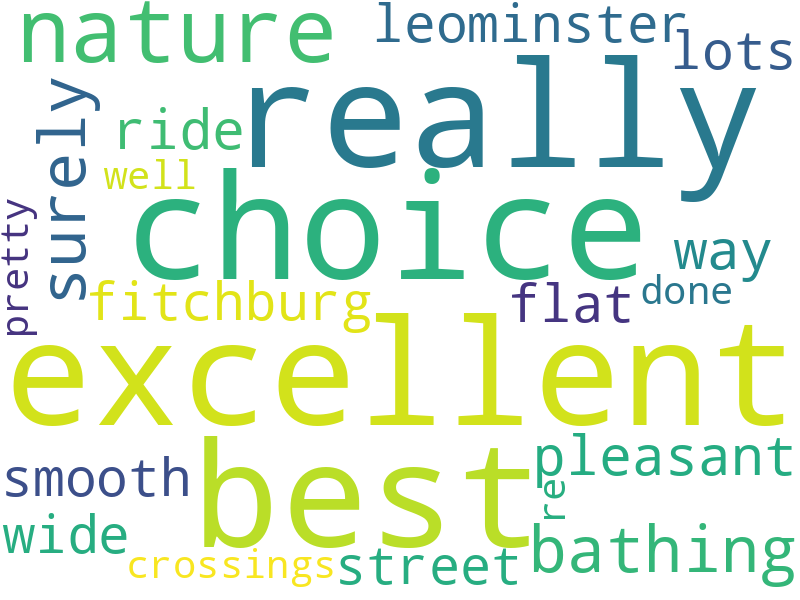 nature
leominster
lots
really
surely
ride
well
choice
pretty
way
fitchburg
flat
done
excellent
best
smooth
pleasant
re
wide
bathing
crossings
street